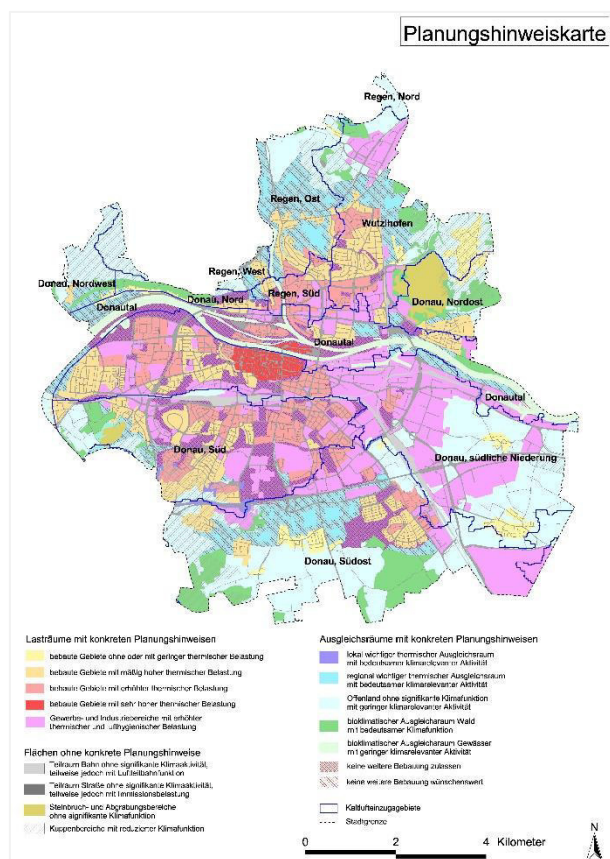 Planungshinweiskarte
Regen, Nord
Regen, Ost
Wutzlhofen
Donau, Nordwest
Regen, West
Donau, Nord
Regen, Süd
Donau, Nordost
Donautal
Donautal
Donautal
Donau, Süd
Donau, südliche Niederung
Donau, Südost
Lasträume mit konkreten Planungshinweisen
bebaute Gebiete ohne oder mit geringer thermischer Belastung
bebaute Gebiete mit mäßig hoher thermischer Belastung
bebaute Gebiete mit erhöhter thermischer Belastung
bebaute Gebiete mit sehr hoher thermischer Belastung
Gewerbe- und Industriebereiche mit erhöhter
thermischer und lufthygienischer Belastung
Flächen ohne konkrete Planungshinweise
Teilraum Bahn ohne signifikante Klimaaktivität,
teilweise jedoch mit Luftleitbahnfunktion
Teilraum Straße ohne signifikante Klimaaktivität,
teilweise jedoch mit Immissionsbelastung
Steinbruch- und Abgrabungsbereiche
ohne signifikante Klimafunktion
Kuppenbereiche mit reduzierter Klimafunktion
Ausgleichsräume mit konkreten Planungshinweisen
lokal wichtiger thermischer Ausgleichsraum
mit bedeutsamer klimarelevanter Aktivität
regional wichtiger thermischer Ausgleichsraum
mit bedeutsamer klimarelevanter Aktivität
Offenland ohne signifikante Klimafunktion
mit geringer klimarelevanter Aktivität
bioklimatischer Ausgleichsraum Wald
mit bedeutsamer Klimafunktion
bioklimatischer Ausgleichsraum Gewässer
mit geringer klimarelevanter Aktivität
keine weitere Bebauung zulassen
keine weitere Bebauung wünschenswert
Kaltlufteinzugsgebiete
Stadtgrenze
N
0 2 4 Kilometer